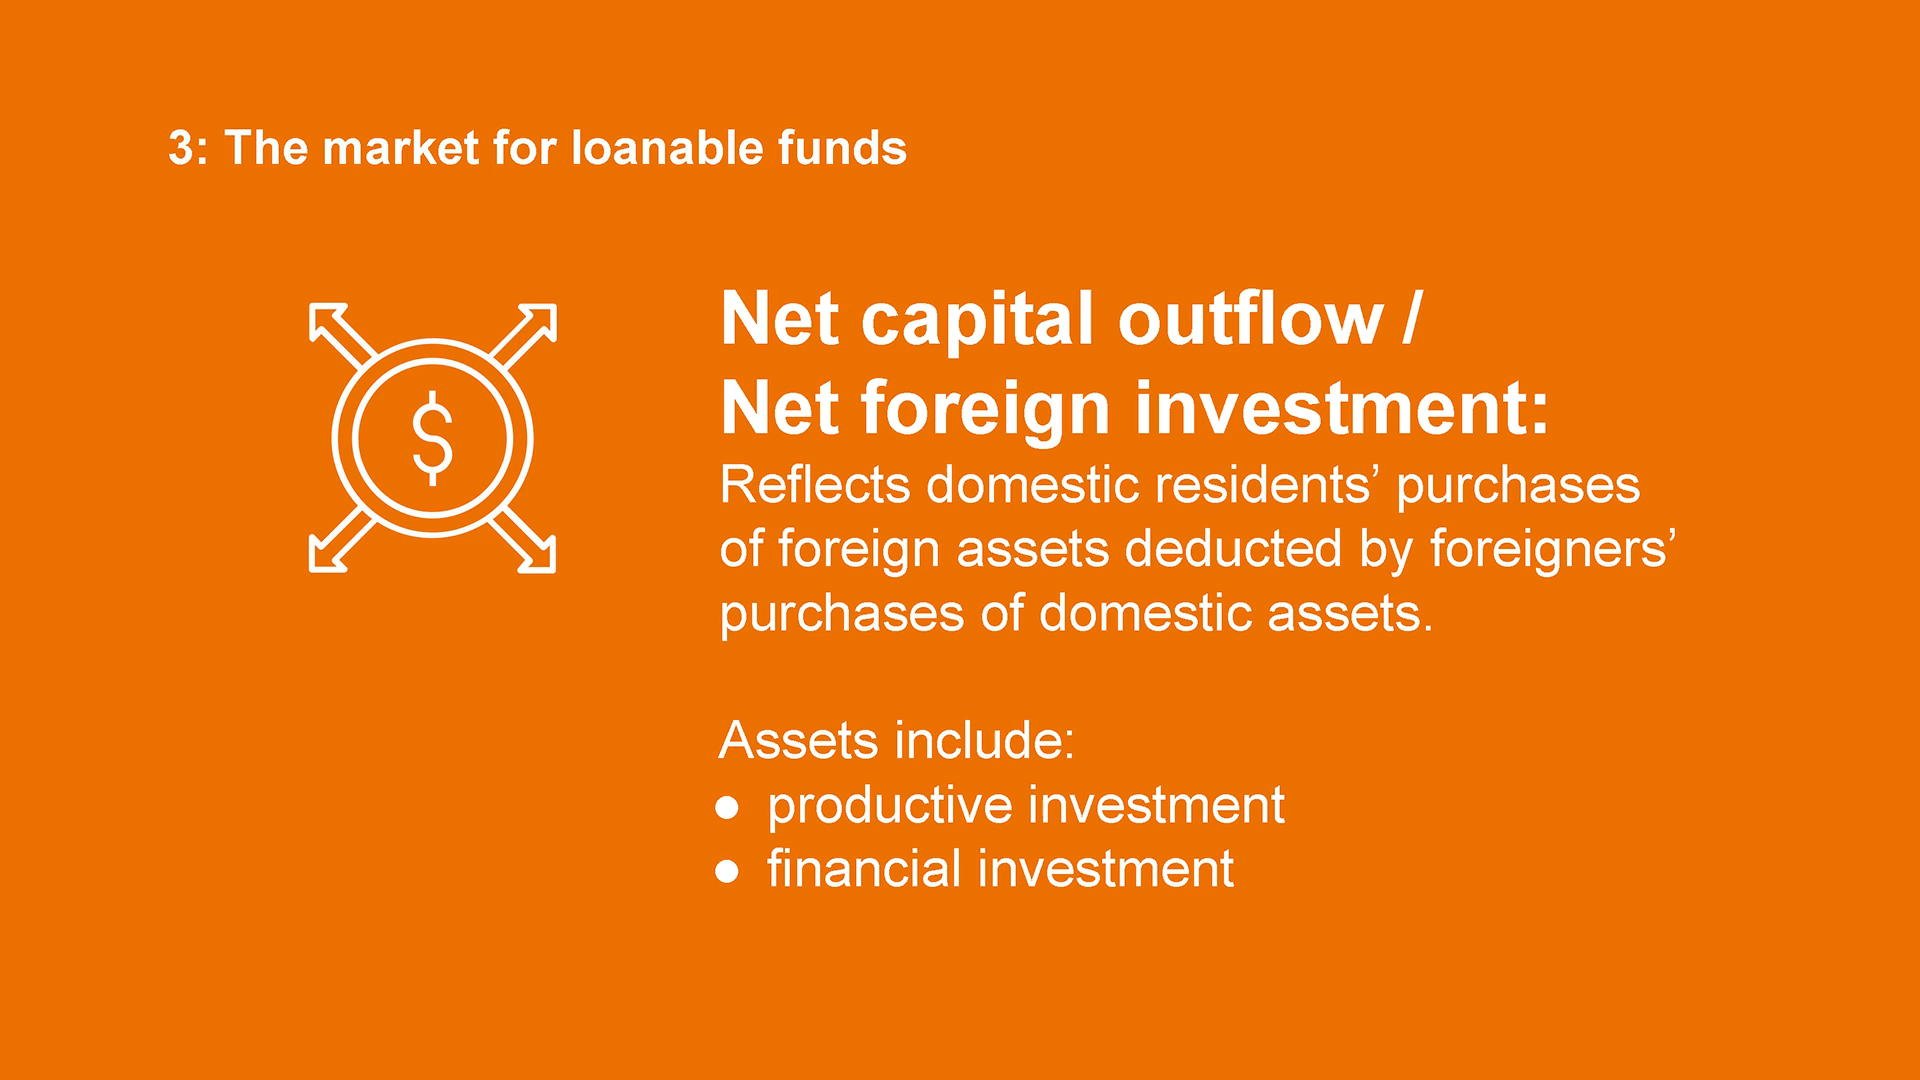 3: The market for loanable funds
$
Net capital outflow /
Net foreign investment:
Reflects domestic residents’ purchases
of foreign assets deducted by foreigners’
purchases of domestic assets.
Assets include:
● productive investment
● financial investment